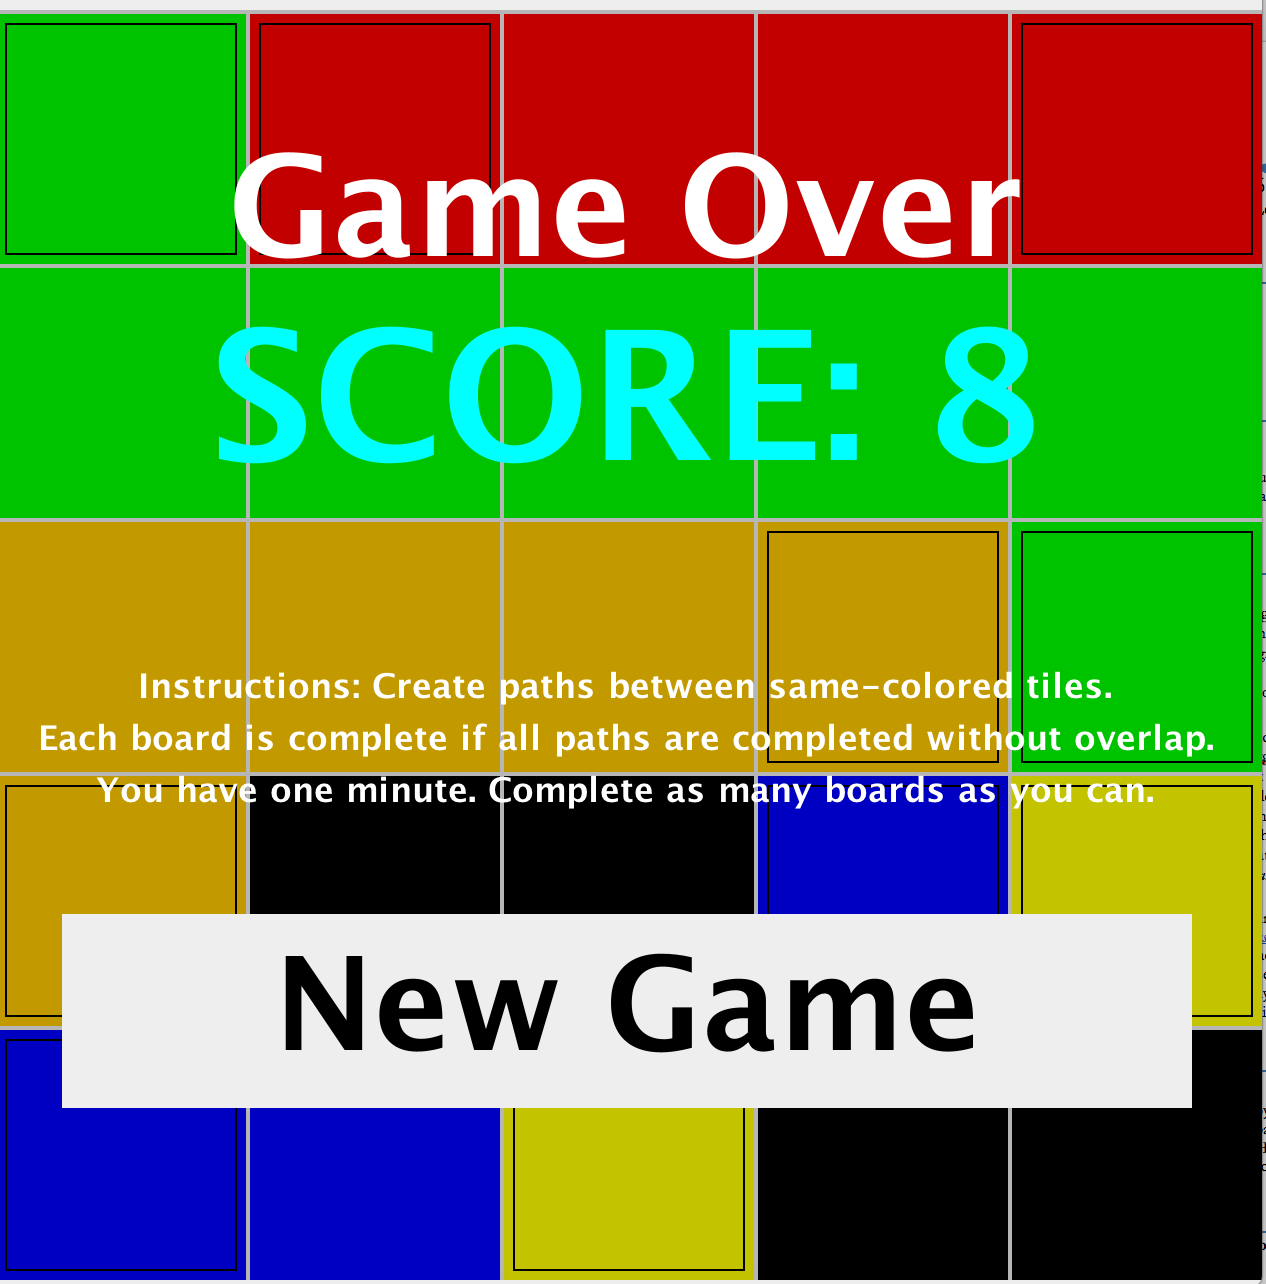 Game Over
SCORE: 8
Instructions: Create paths between same-colored tiles.
Each board is complete if all paths are completed without overlap.
You have one minute. Complete as many boards as you can.
New Game